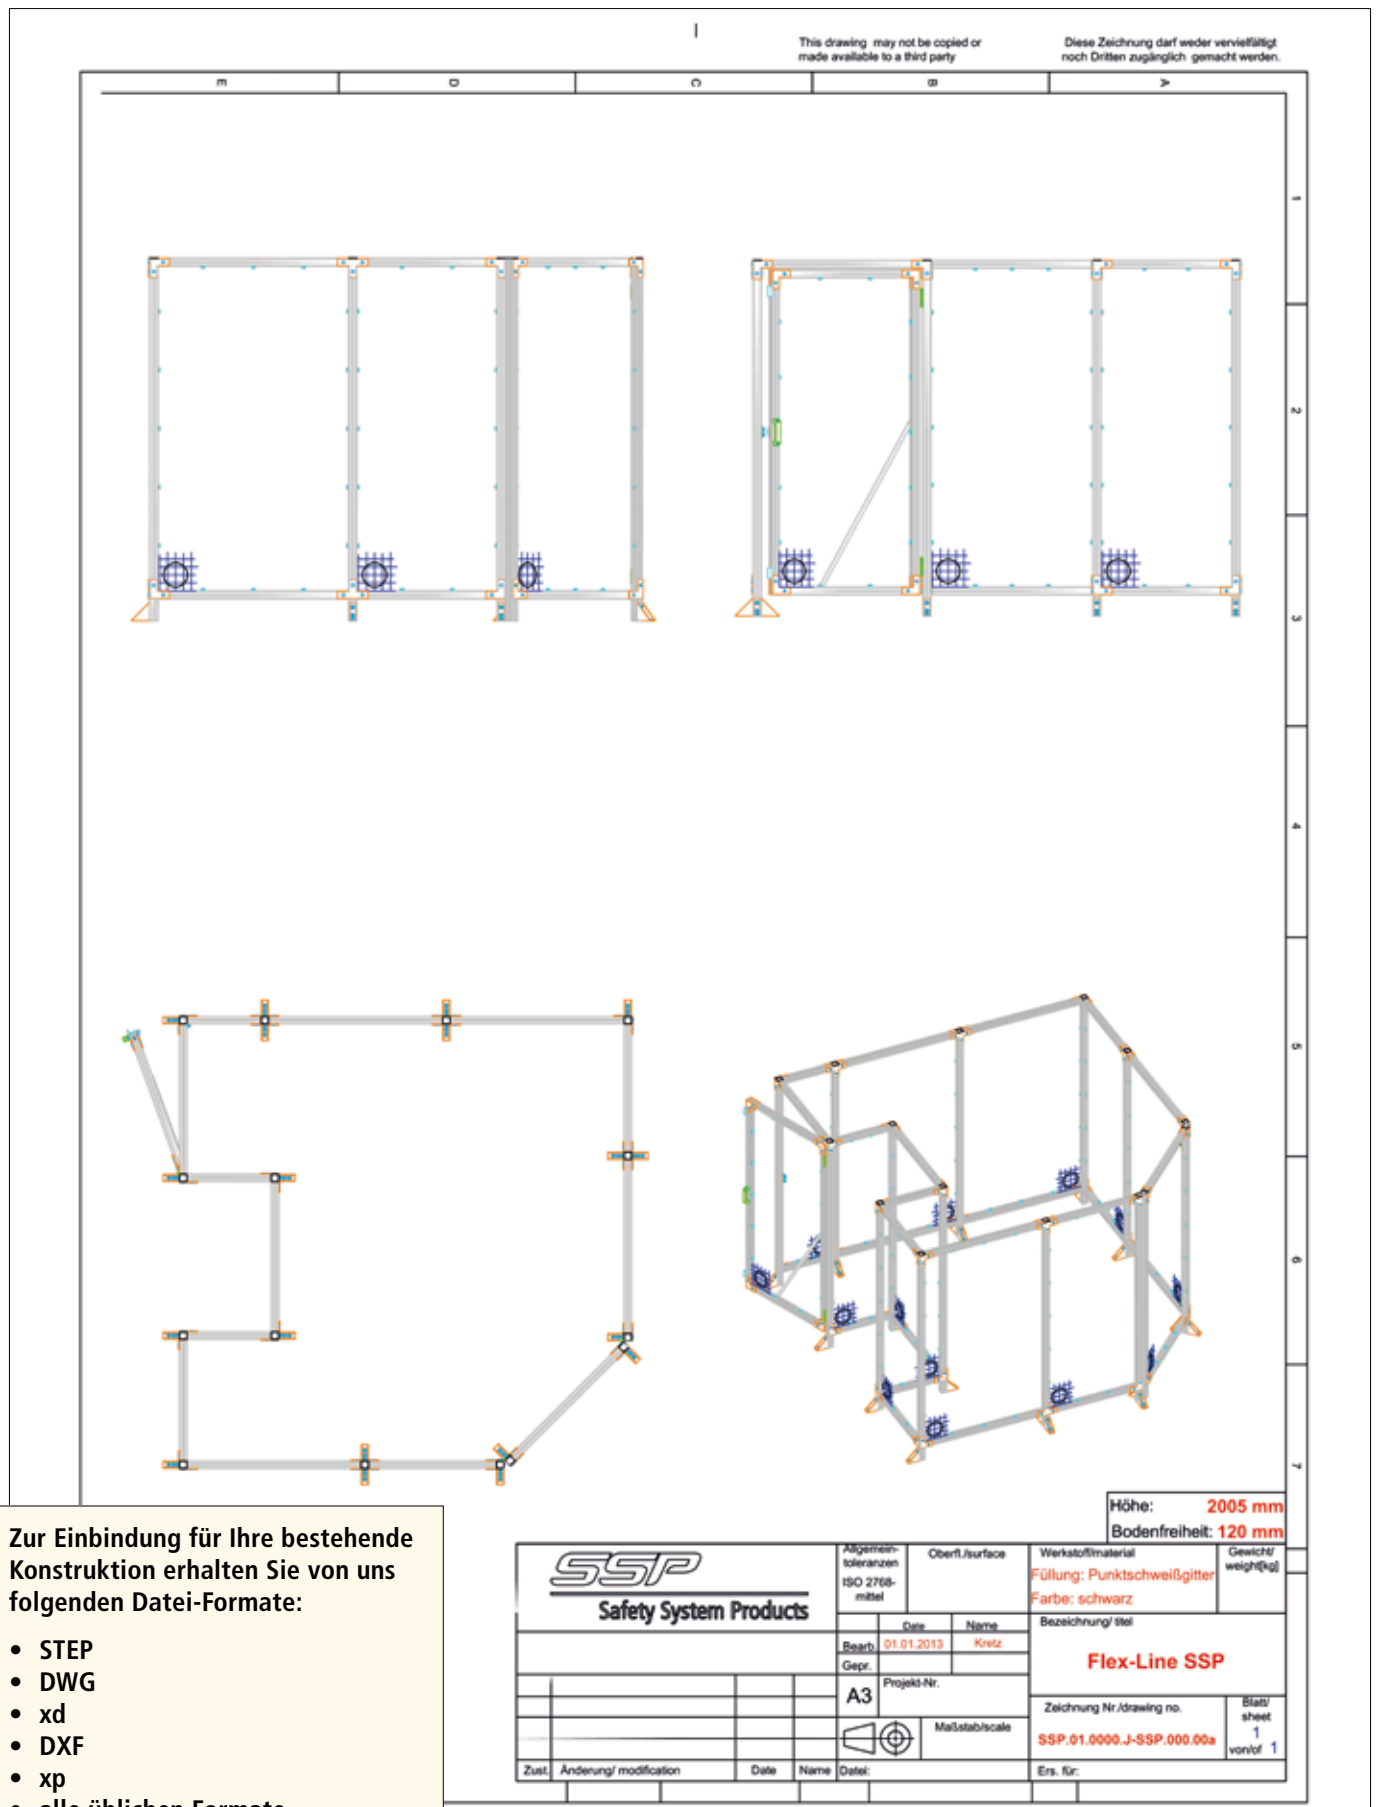 This drawing may not be copied or
made available to a third party
Diese Zeichnung darf weder vervielfältigt
noch Dritten zugänglich gemacht werden.
E
D
C
B
A
1
2
3
4
5
6
7
Höhe: 2005 mm
Bodenfreiheit: 120 mm
Zur Einbindung für Ihre bestehende
Konstruktion erhalten Sie von uns
folgenden Datei-Formate:
• STEP
• DWG
• xd
• DXF
• xp
• alle üblichen Formate
SSP
Safety System Products
Allgemein-
toleranzen
ISO 2768-
mittel
Oberfl./surface
Werkstoff/material
Füllung: Punktschweißgitter
Farbe: schwarz
Gewicht/
weight[kg]
Date
Name
Bearb.
01.01.2013
Kretz
Gepr.
Bezeichnung/ titel
Flex-Line SSP
A3
Projekt-Nr.
Maßstab/scale
Zeichnung Nr./drawing no.
SSP.01.0000.J-SSP.000.00a
Blatt/
sheet
1
von/of 1
Zust.
Änderung/ modification
Date
Name
Datei:
Ers. für: